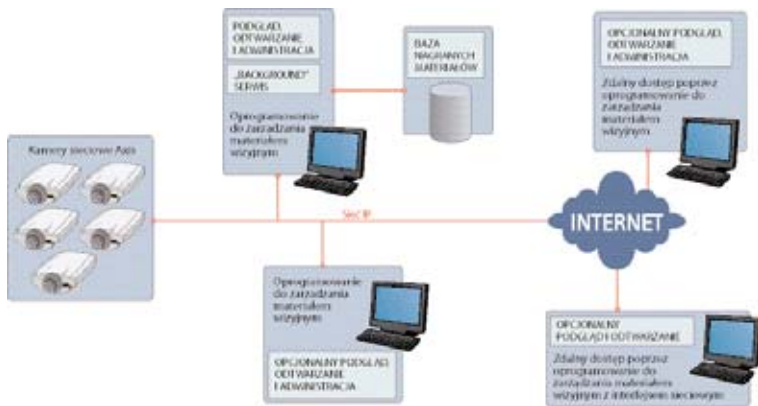 PODGLĄD,
ODTWARZANIE
I ADMINISTRACJA
„BACKGROUND”
SERWIS
Oprogramowanie
do zarządzania
materiałem
wizyjnym
BAZA
NAGRANYCH
MATERIAŁÓW
OPCJONALNY PODGLĄD,
ODTWARZANIE
I ADMINISTRACJA
Zdalny dostęp poprzez
oprogramowanie do
zarządzania
materiałem
wizyjnym
Kamery sieciowe Axis
Sieć IP
INTERNET
Oprogramowanie
do zarządzania
materiałem
wizyjnym
OPCJONALNY PODGLĄD,
ODTWARZANIE
I ADMINISTRACJA
OPCJONALNY
PODGLĄD I ODTWARZANIE
Zdalny dostęp poprzez
oprogramowanie do
zarządzania materiałem
wizyjnym z interfejsem sieciowym